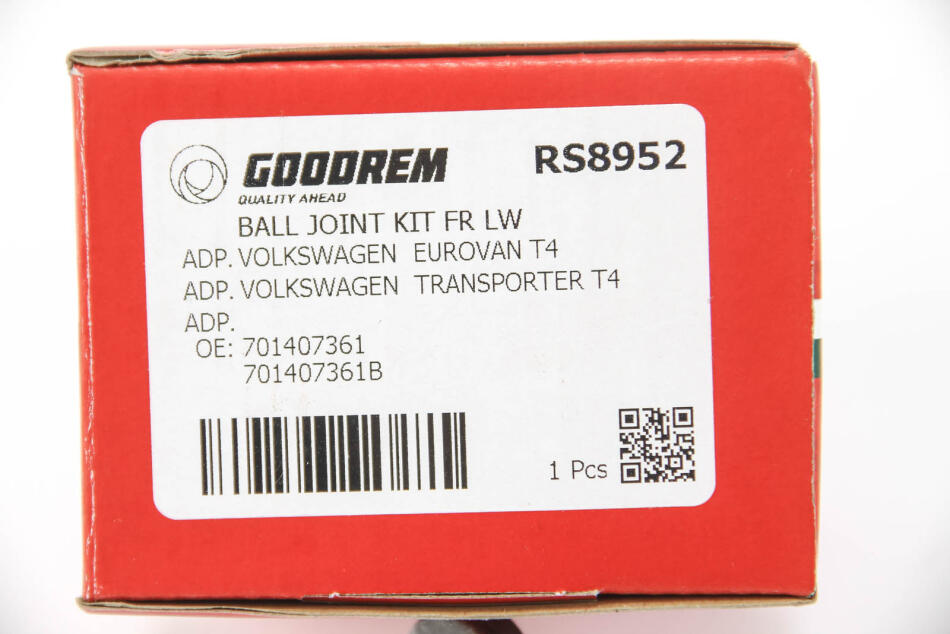 GOODREM
RS8952
QUALITY AHEAD
BALL JOINT KIT FR LW
ADP. VOLKSWAGEN EUROVAN T4
ADP. VOLKSWAGEN TRANSPORTER T4
ADP.
OE: 701407361
701407361B
1 Pcs